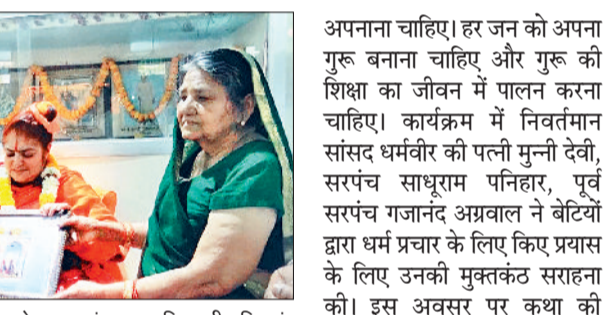 अपनाना चाहिए। हर जन को अपना
गुरू बनाना चाहिए और गुरू की
शिक्षा का जीवन में पालन करना
चाहिए। कार्यक्रम में निवर्तमान
सांसद धर्मवीर की पत्नी मुन्नी देवी,
सरपंच साधूराम पनिहार, पूर्व
सरपंच गजानंद अग्रवाल ने बेटियों
द्वारा धर्म प्रचार के लिए किए प्रयास
के लिए उनकी मुक्तकंठ सराहना
की। इस अवसर पर कथा की